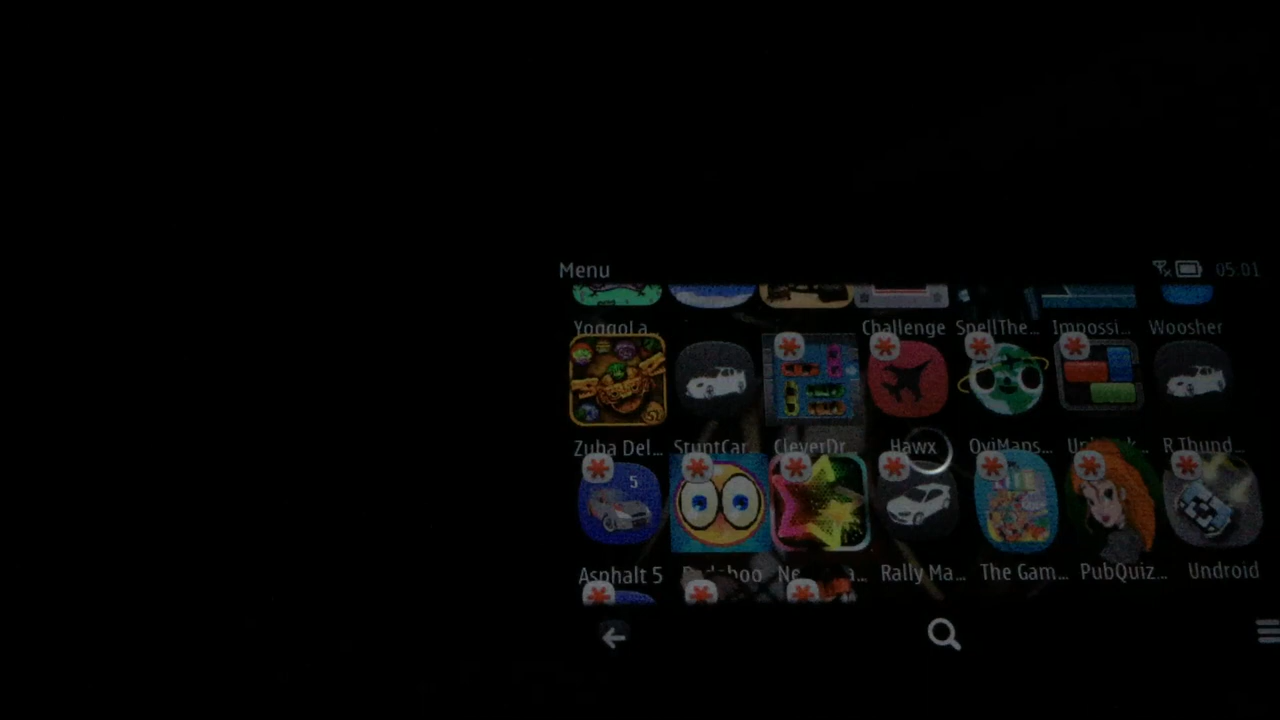 Menu 05:01
YoggoLa... Challenge SpellThe... Impossi... Woosher
Zuba Del... StuntCar... CleverDr... Hawx OviMaps... R.Thund...
5
Asphalt 5 Rally Ma... The Gam... PubQuiz... Undroid